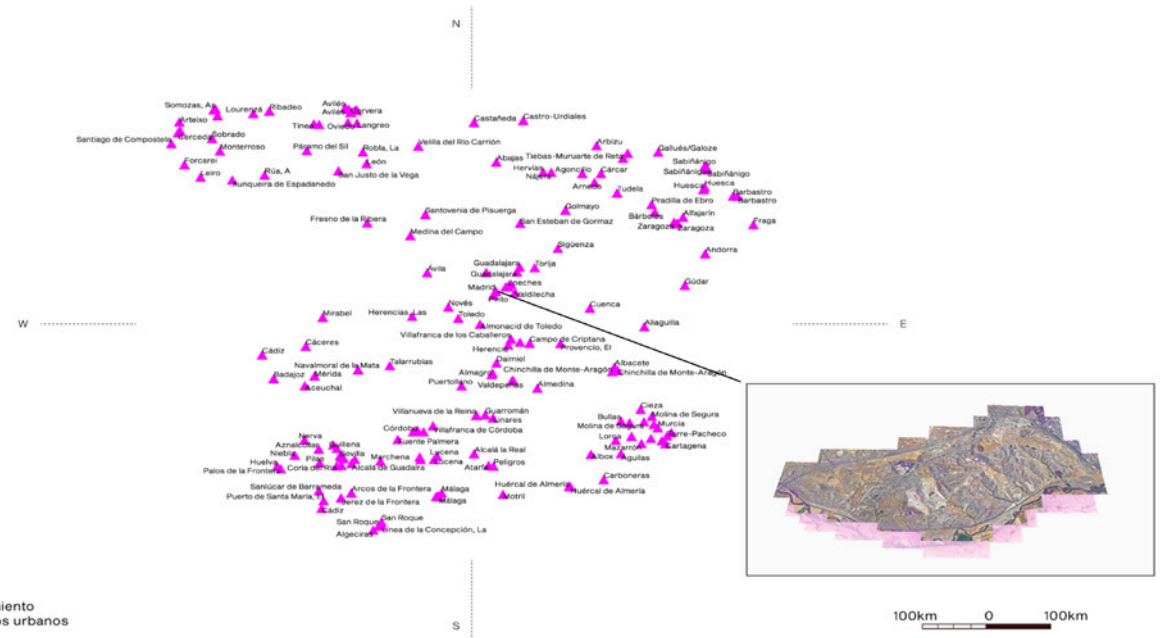 N
Somozas, As
Lourenzá
Ribadeo
Avilés
Avilés
Corvera
Arteixo
Tineo
Oviedo
Langreo
Castañeda
Castro-Urdiales
Santiago de Compostela
Cerceda
Sobrado
Monterroso
Páramo del Sil
Robla, La
Velilla del Río Carrión
Arbizu
Tiebas-Muruarte de Reta
Gallués/Galoze
Forcarei
León
Abajas
Hervías
Nájera
Agoncillo
Cárcar
Sabiñánigo
Sabiñánigo
Sabiñánigo
Leiro
Rúa, A
Xunqueira de Espadanedo
San Justo de la Vega
Arnedo
Tudela
Huesca
Huesca
Barbastro
Barbastro
Pradilla de Ebro
Fresno de la Ribera
Santovenia de Pisuerga
Golmayo
San Esteban de Gormaz
Bárboles
Alfajarín
Zaragoza
Zaragoza
Fraga
Medina del Campo
Sigüenza
Andorra
Ávila
Guadalajara
Guadalajara
Torija
Madrid
Loeches
Pinto
Valdilecha
Gúdar
Novés
Cuenca
W
E
Mirabel
Herencias, Las
Toledo
Almonacid de Toledo
Aliaguilla
Villafranca de los Caballeros
Campo de Criptana
Herencia
Provencio, El
Cádiz
Cáceres
Daimiel
Albacete
Navalmoral de la Mata
Talarrubias
Almagro
Chinchilla de Monte-Aragón
Chinchilla de Monte-Aragón
Badajoz
Mérida
Aceuchal
Puertollano
Valdepeñas
Almedina
Villanueva de la Reina
Guarromán
Linares
Cieza
Bullas
Molina de Segura
Molina de Segura
Murcia
Córdoba
Villafranca de Córdoba
Torre-Pacheco
Nerva
Aznalcóllar
Guillena
Fuente Palmera
Lorca
Cartagena
Niebla
Pilas
Sevilla
Marchena
Lucena
Lucena
Alcalá la Real
Mazarrón
Huelva
Palos de la Frontera
Coria del Río
Alcalá de Guadaíra
Atarfe
Peligros
Albox
Aguilas
Carboneras
Sanlúcar de Barrameda
Arcos de la Frontera
Málaga
Málaga
Huércal de Almería
Huércal de Almería
Motril
Puerto de Santa María, El
Jerez de la Frontera
Cádiz
San Roque
San Roque
Línea de la Concepción, La
Algeciras
S
os urbanos
100km
0
100km